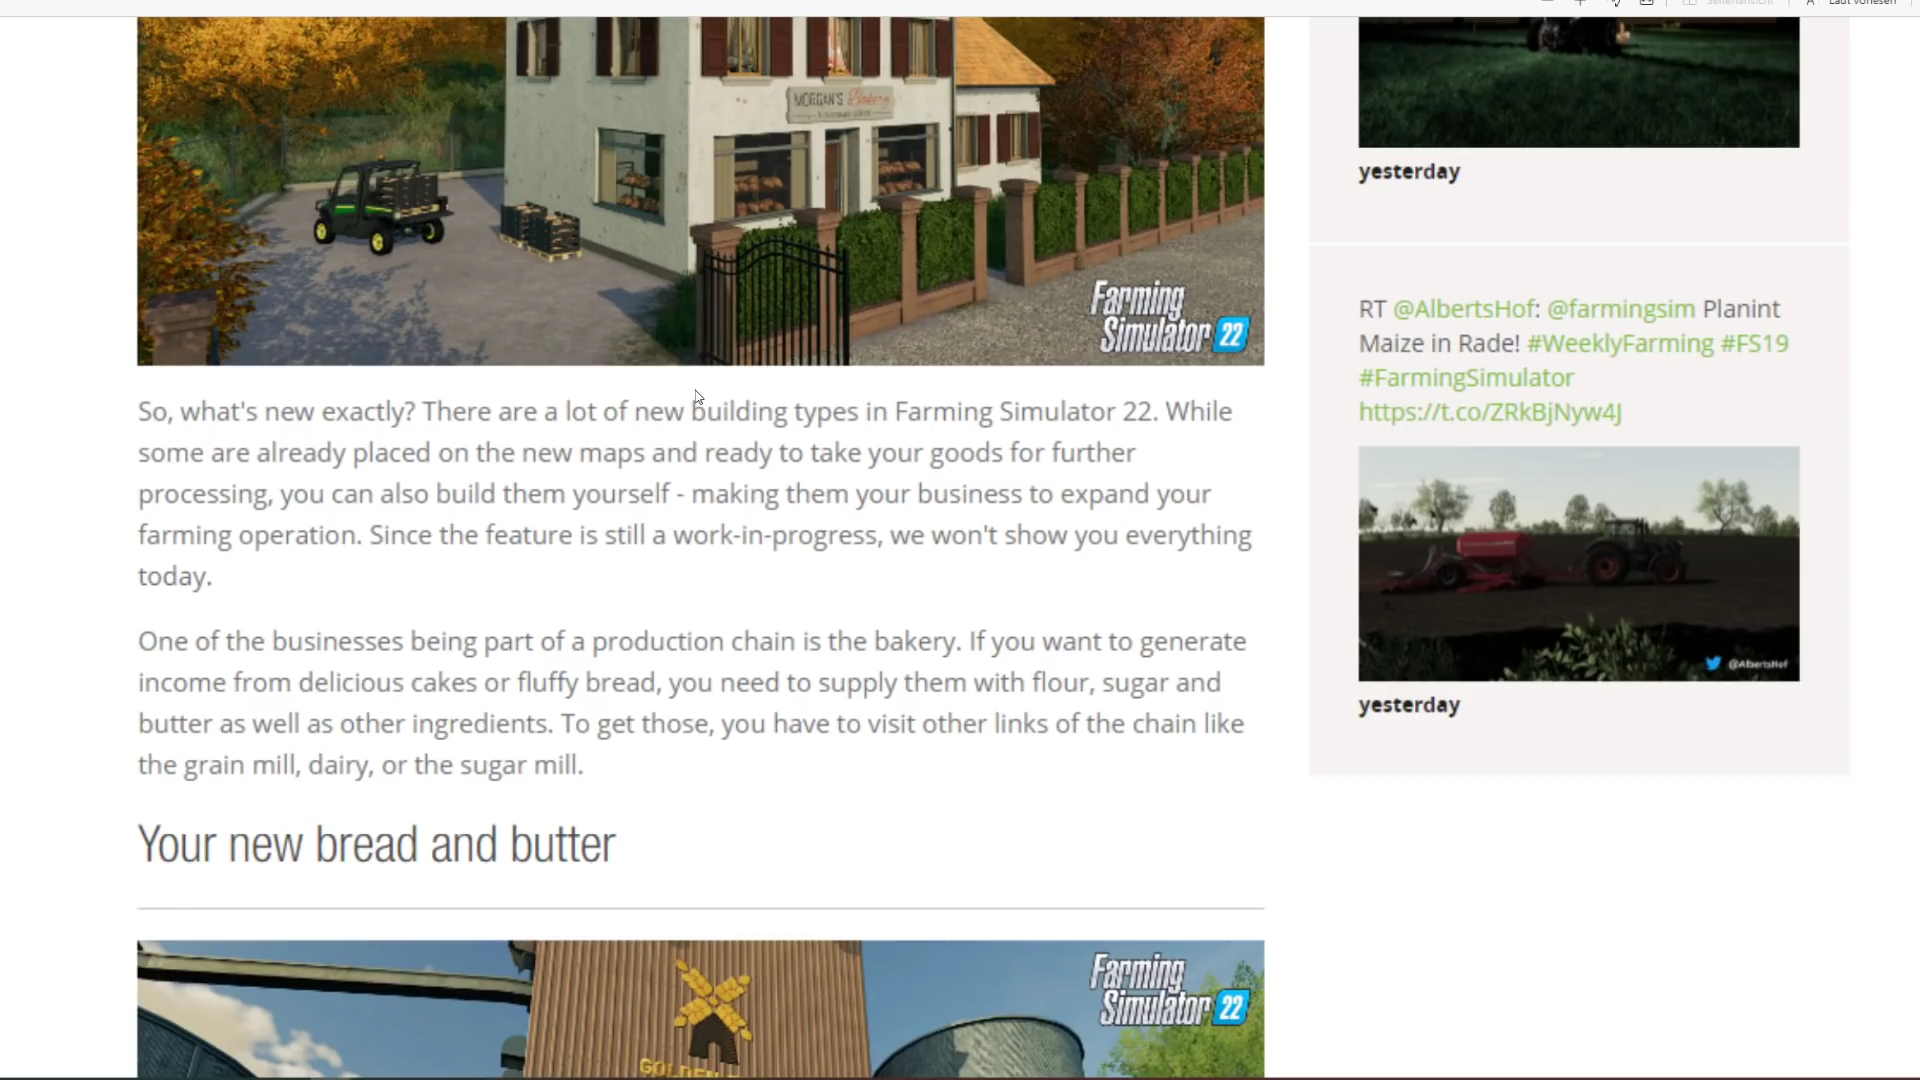 Laut vorlesen
MORGAN'S Bakery
Farming
Simulator 22
So, what's new exactly? There are a lot of new building types in Farming Simulator 22. While
some are already placed on the new maps and ready to take your goods for further
processing, you can also build them yourself - making them your business to expand your
farming operation. Since the feature is still a work-in-progress, we won't show you everything
today.
One of the businesses being part of a production chain is the bakery. If you want to generate
income from delicious cakes or fluffy bread, you need to supply them with flour, sugar and
butter as well as other ingredients. To get those, you have to visit other links of the chain like
the grain mill, dairy, or the sugar mill.
Your new bread and butter
Farming
Simulator 22
yesterday
RT @AlbertsHof: @farmingsim Planint
Maize in Rade! #WeeklyFarming #FS19
#FarmingSimulator
https://t.co/ZRkBjNyw4J
@AlbertsHof
yesterday